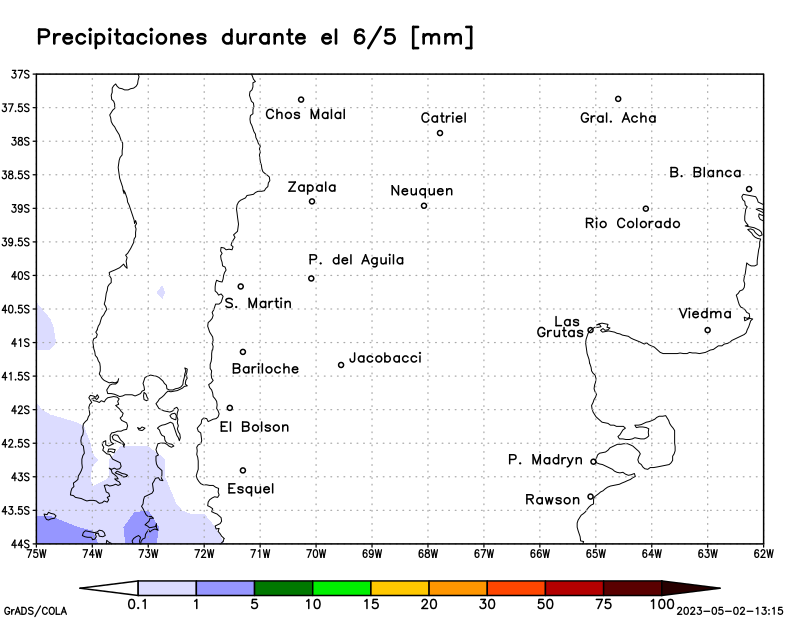 Precipitaciones durante el 6/5 [mm]
37S
37.5S
38S
38.5S
39S
39.5S
40S
40.5S
41S
41.5S
42S
42.5S
43S
43.5S
44S
Chos Malal
Catriel
Gral. Acha
B. Blanca
Zapala
Neuquen
Rio Colorado
P. del Aguila
S. Martin
Viedma
Las
Grutas
Jacobacci
Bariloche
El Bolson
P. Madryn
Esquel
Rawson
75W 74W 73W 72W 71W 70W 69W 68W 67W 66W 65W 64W 63W 62W
0.1 1 5 10 15 20 30 50 75 100
GrADS/COLA
2023-05-02-13:15